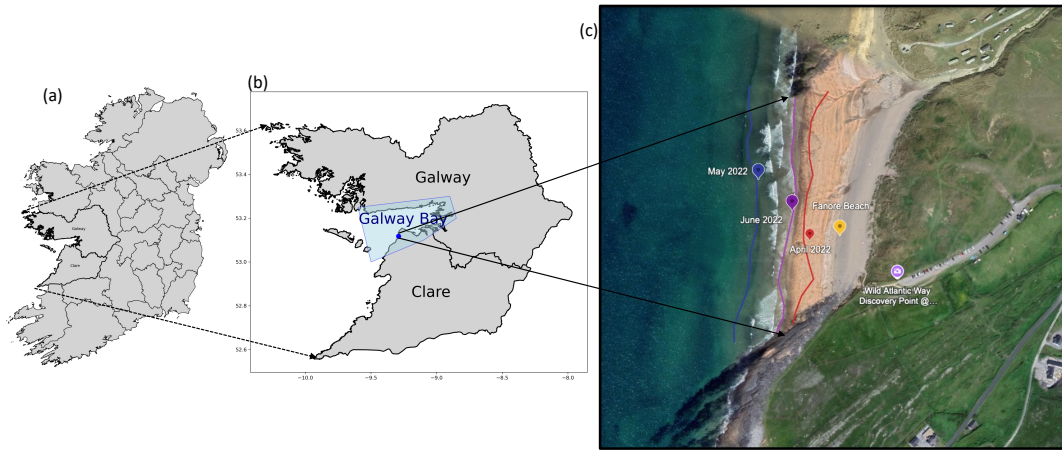 (a)
Galway
Clare
(b)
53.6
53.4
53.2
53.0
52.8
52.6
−10.0
−9.5
−9.0
−8.5
−8.0
Galway
Galway Bay
Clare
(c)
May 2022
June 2022
Fanore Beach
April 2022
Wild Atlantic Way
Discovery Point @...